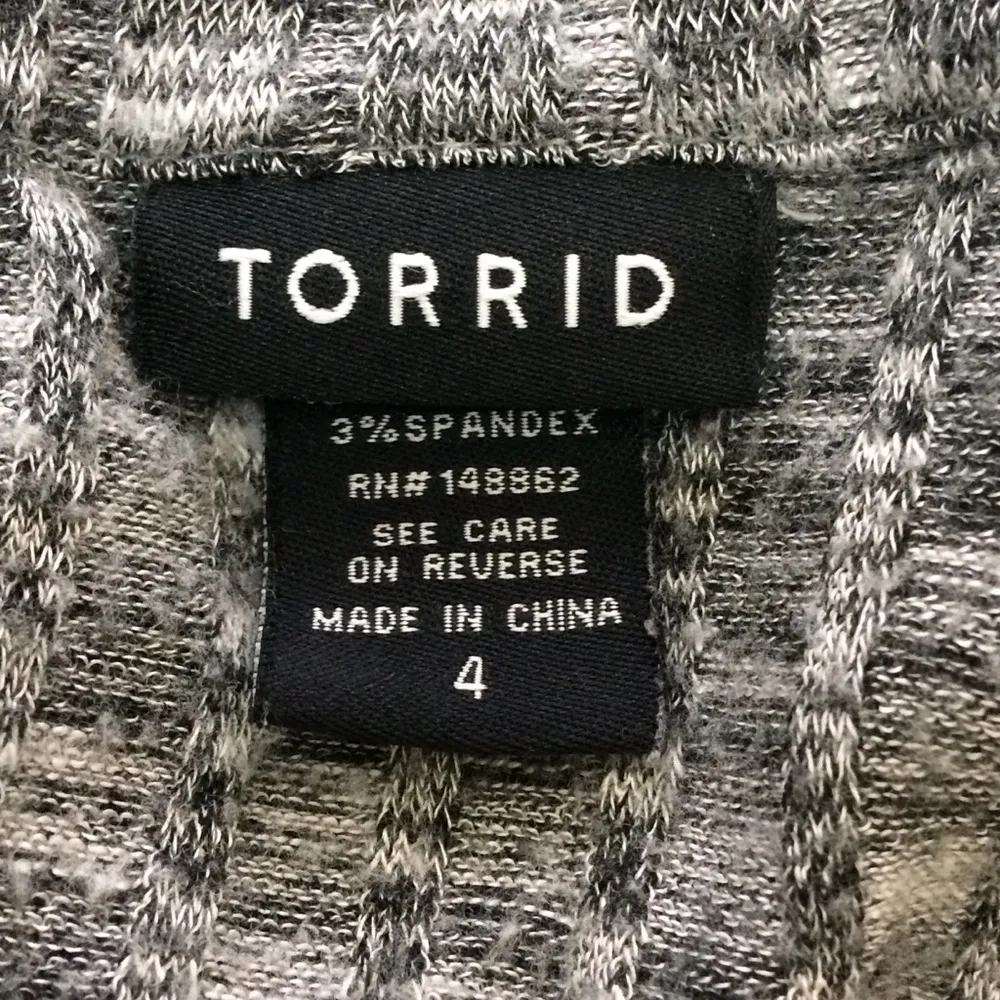 TORRID
3% SPANDEX
RN# 148862
SEE CARE
ON REVERSE
MADE IN CHINA
4